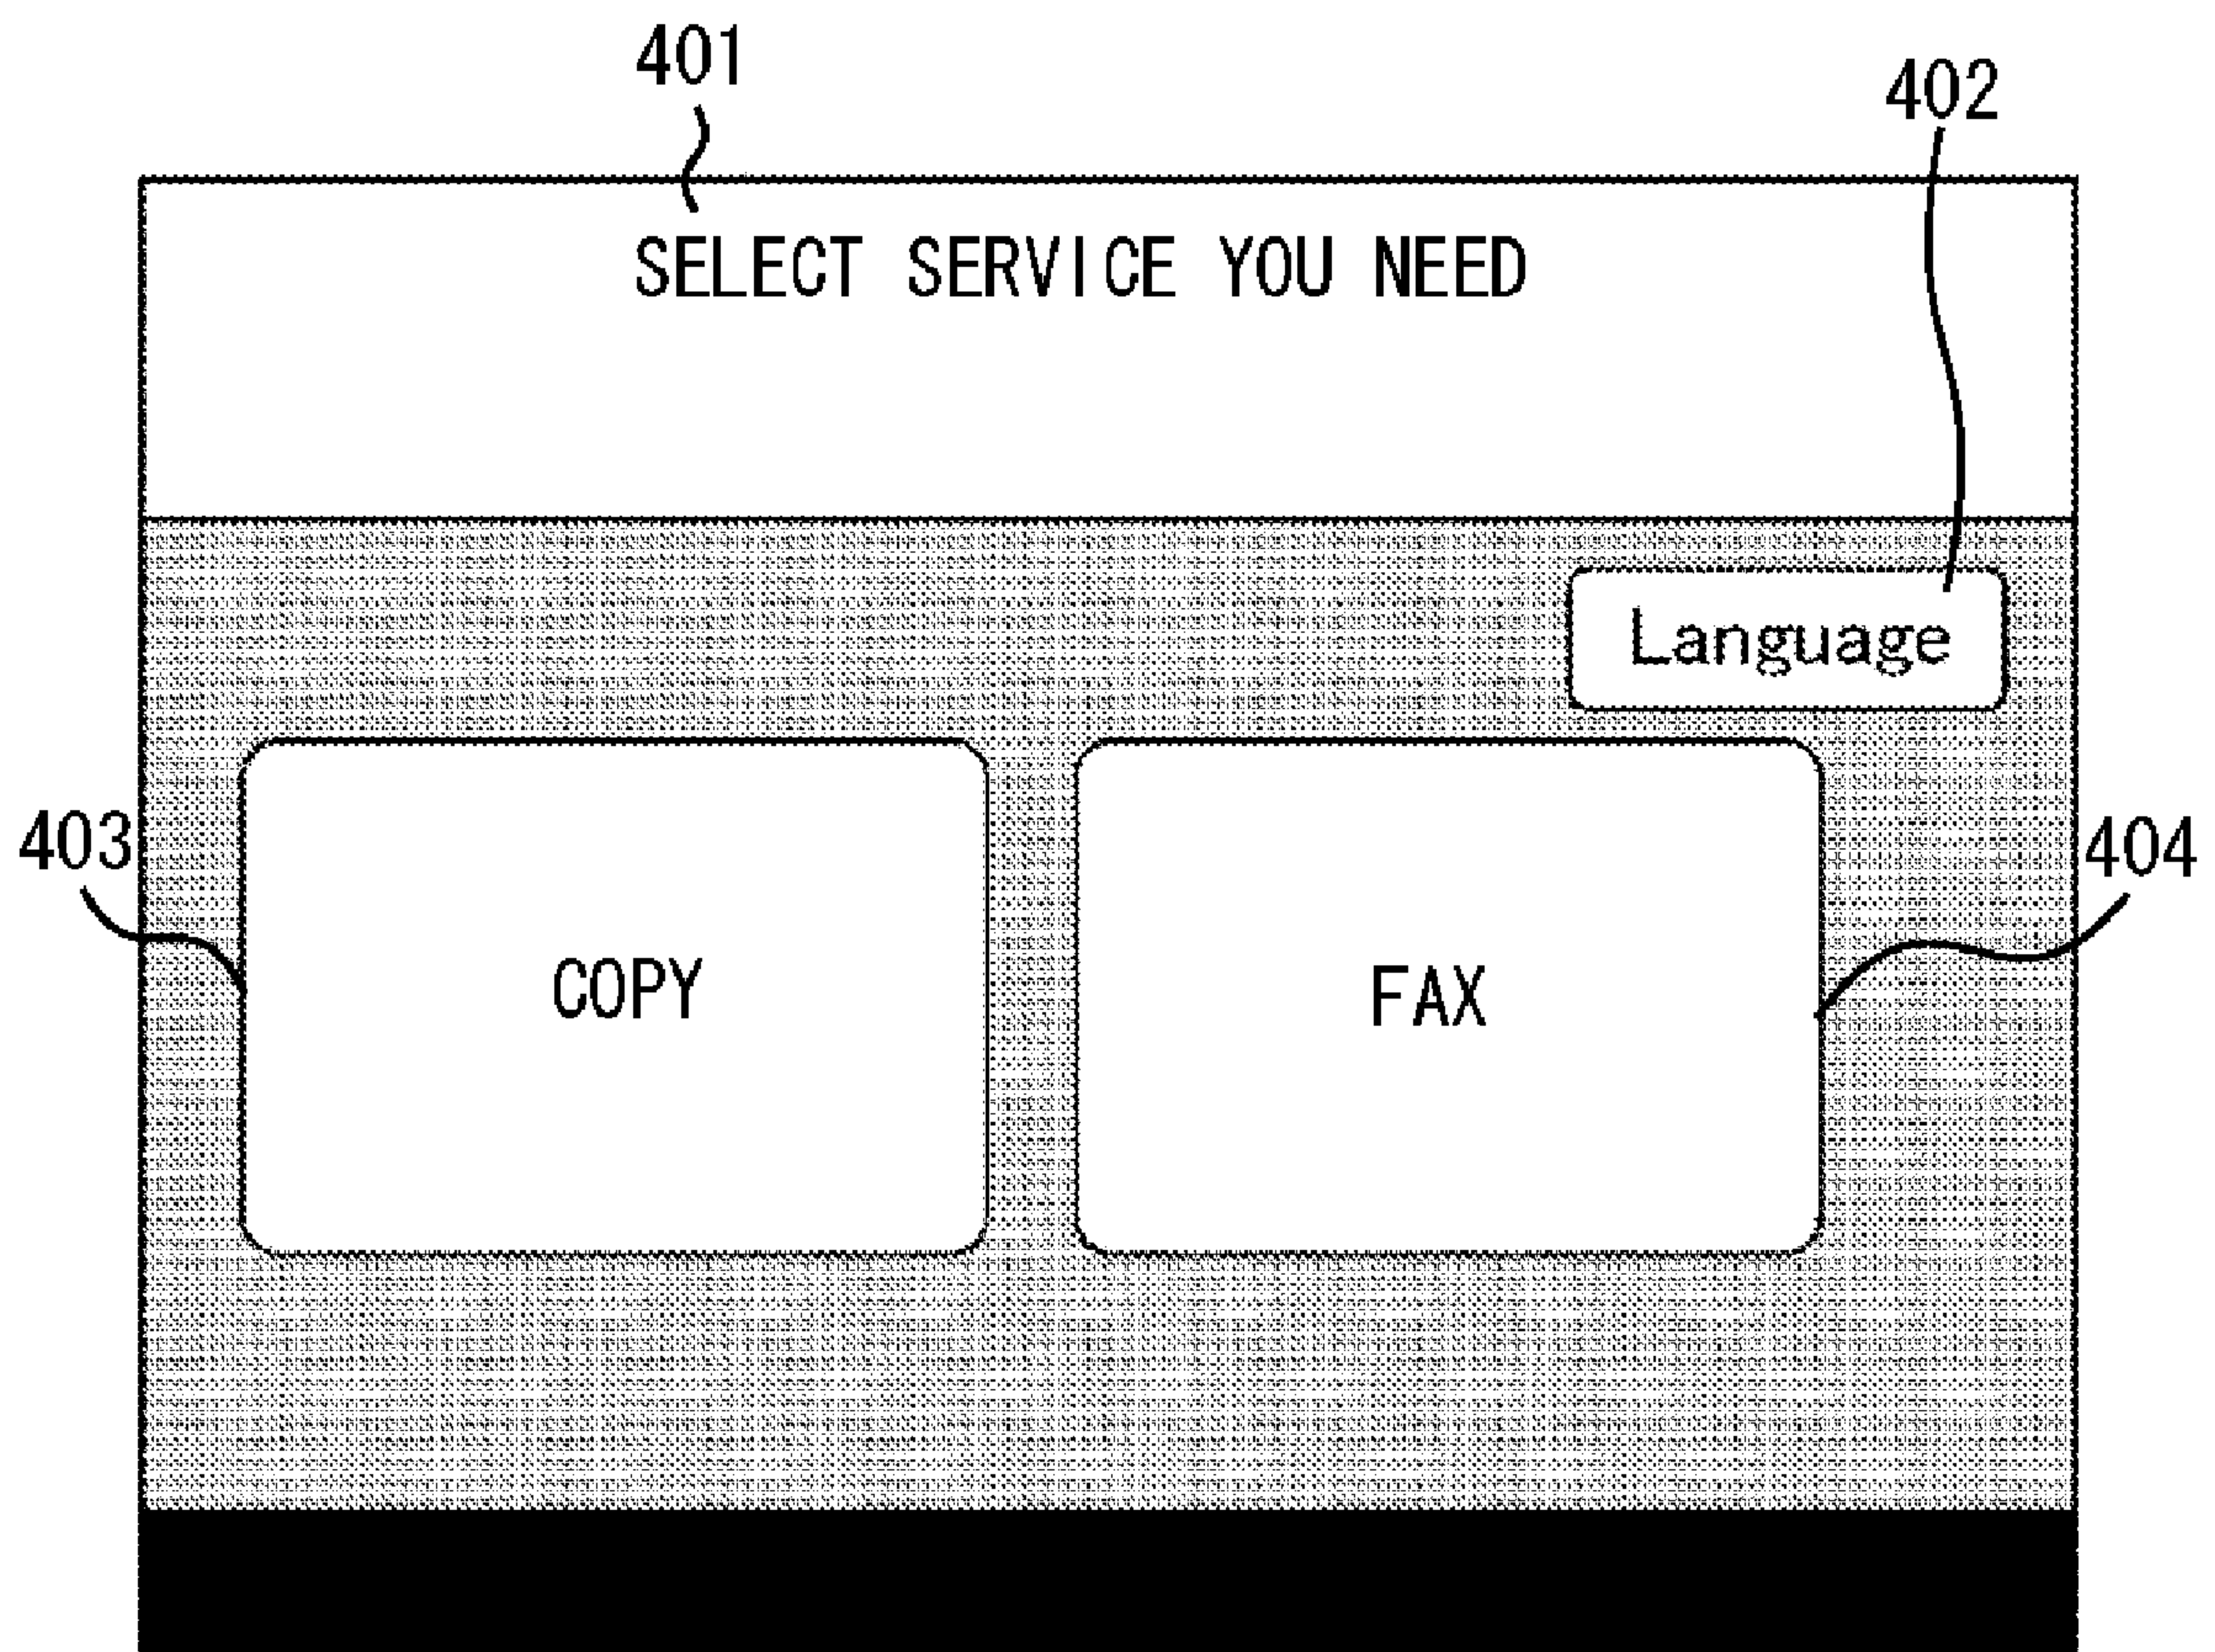 401
402
SELECT SERVICE YOU NEED
Language
403
404
COPY
FAX